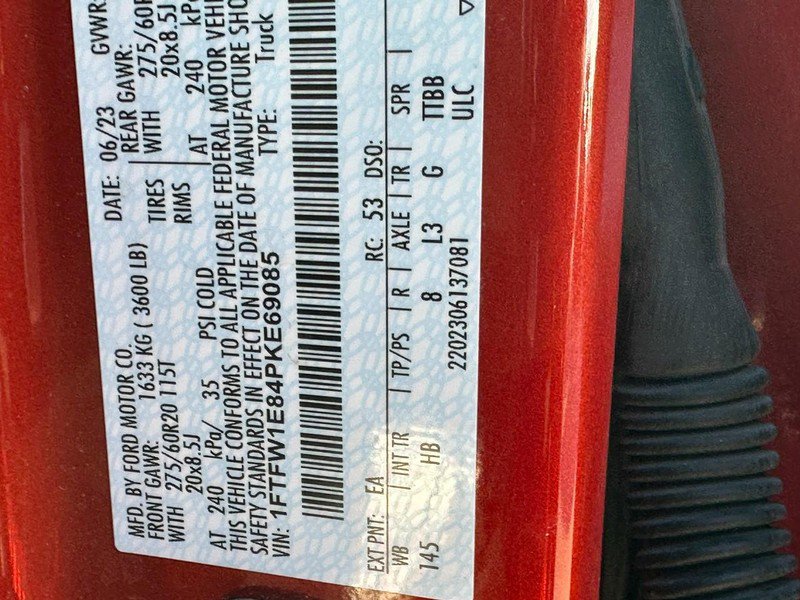 MFD. BY FORD MOTOR CO. DATE: 06/23 GVWR:
FRONT GAWR: 1633 KG ( 3600 LB) REAR GAWR:
WITH 275/60R20 115T TIRES WITH 275/60R
20x8.5J RIMS 20x8.5J
AT 240 kPa/ 35 PSI COLD AT 240 kP
THIS VEHICLE CONFORMS TO ALL APPLICABLE FEDERAL MOTOR VEH
SAFETY STANDARDS IN EFFECT ON THE DATE OF MANUFACTURE SHO
VIN: 1FTFW1E84PKE69085 TYPE: Truck
EXT PNT: EA RC: 53 DSO:
WB | INT TR | TP/PS | R | AXLE | TR | SPR |
145 HB 8 L3 G TTBB
2202306137081 ULC